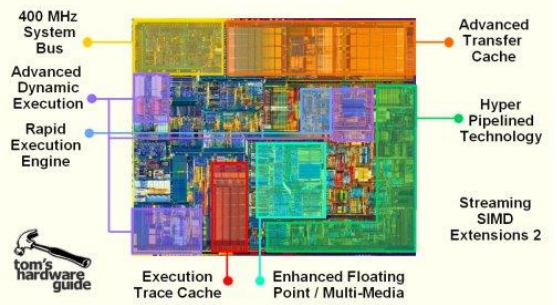 400 MHz
System
Bus
Advanced
Transfer
Cache
Advanced
Dynamic
Execution
Rapid
Execution
Engine
Hyper
Pipelined
Technology
Streaming
SIMD
Extensions 2
tom's
hardware
guide
Execution
Trace Cache
Enhanced Floating
Point / Multi-Media